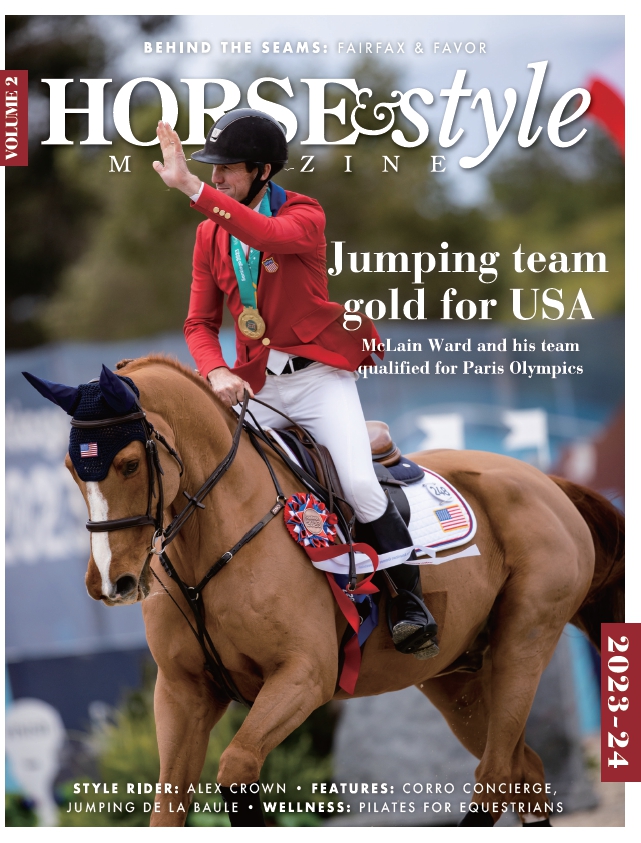 BEHIND THE SEAMS: FAIRFAX & FAVOR
VOLUME 2
HORSE&style
MAGAZINE
Jumping team
gold for USA
McLain Ward and his team
qualified for Paris Olympics
248
2023-24
STYLE RIDER: ALEX CROWN • FEATURES: CORRO CONCIERGE,
JUMPING DE LA BAULE • WELLNESS: PILATES FOR EQUESTRIANS